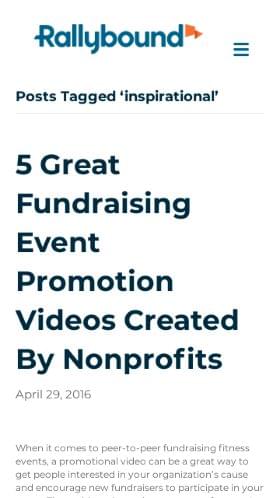 Rallybound
Posts Tagged ‘inspirational’
5 Great
Fundraising
Event
Promotion
Videos Created
By Nonprofits
April 29, 2016
When it comes to peer-to-peer fundraising fitness
events, a promotional video can be a great way to
get people interested in your organization’s cause
and encourage new fundraisers to participate in your